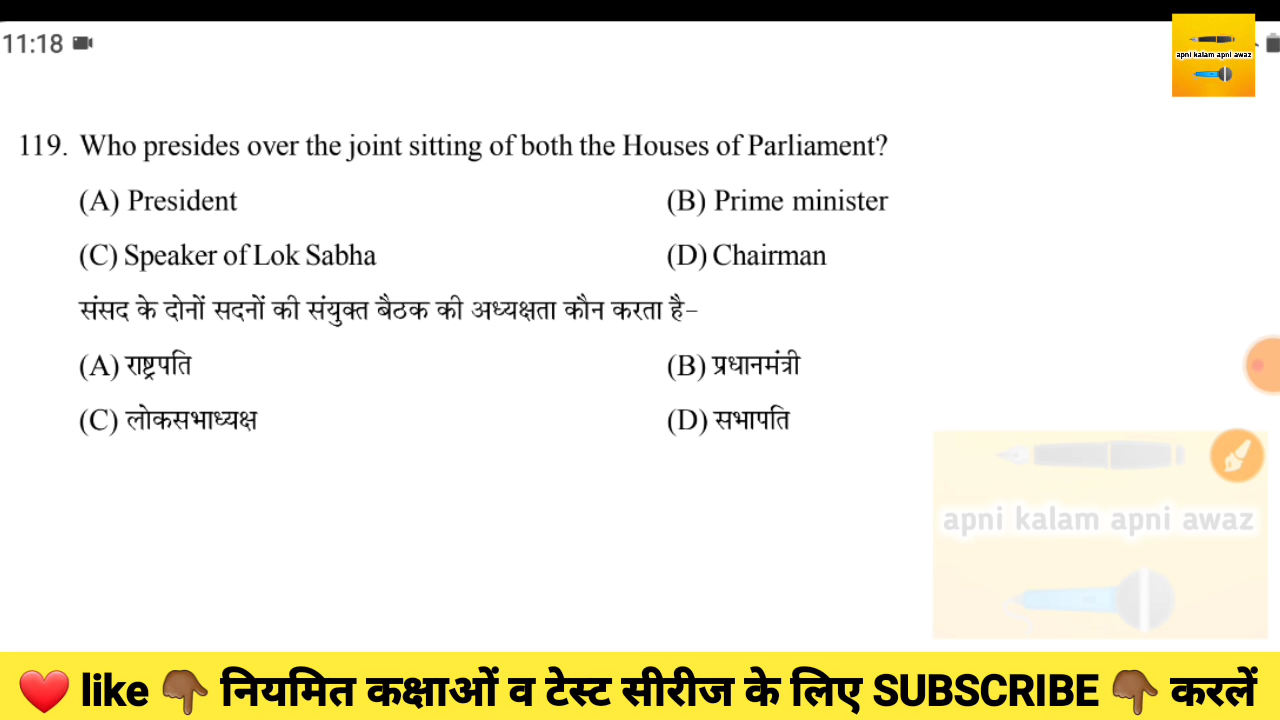 11:18
apni kalam apni awaz
119. Who presides over the joint sitting of both the Houses of Parliament?
(A) President (B) Prime minister
(C) Speaker of Lok Sabha (D) Chairman
संसद के दोनों सदनों की संयुक्त बैठक की अध्यक्षता कौन करता है–
(A) राष्ट्रपति (B) प्रधानमंत्री
(C) लोकसभाध्यक्ष (D) सभापति
apni kalam apni awaz
❤️ like 👇🏾 नियमित कक्षाओं व टेस्ट सीरीज के लिए SUBSCRIBE 👇🏾 करलें